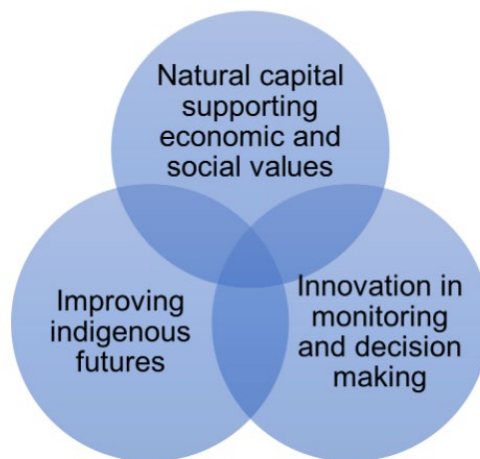 Natural capital
supporting
economic and
social values
Improving
indigenous
futures
Innovation in
monitoring
and decision
making